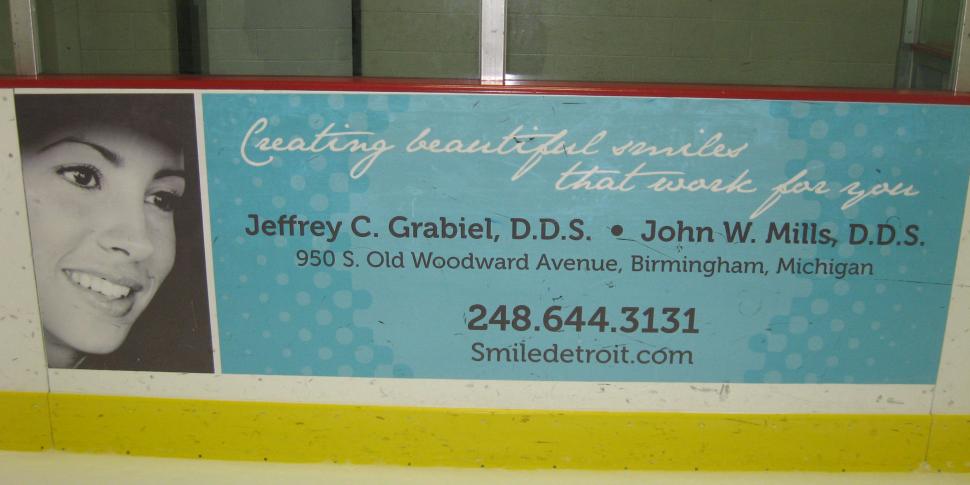 Creating beautiful smiles
that work for you
Jeffrey C. Grabiel, D.D.S. • John W. Mills, D.D.S.
950 S. Old Woodward Avenue, Birmingham, Michigan
248.644.3131
Smiledetroit.com